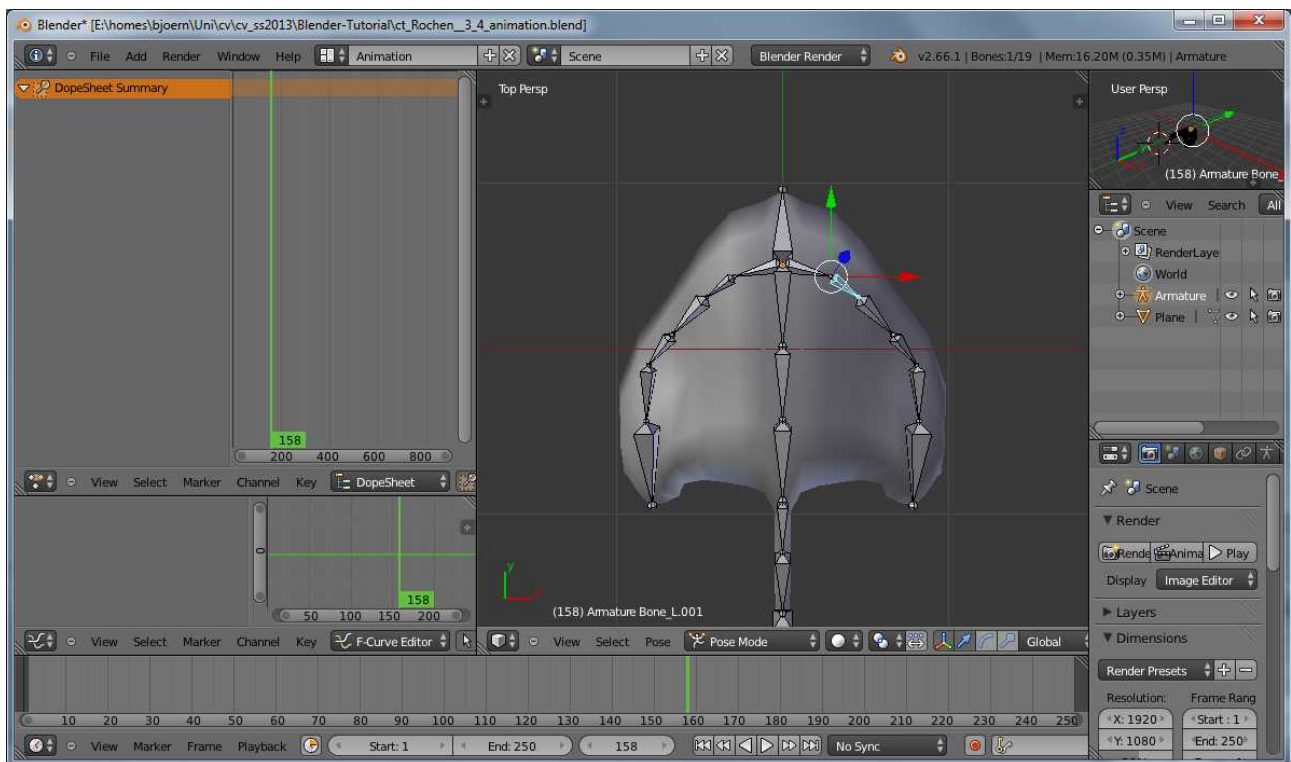 Blender* [E:\homes\bjoern\Uni\cv\cv_ss2013\Blender-Tutorial\ct_Rochen__3_4_animation.blend]
File Add Render Window Help Animation Scene Blender Render v2.66.1 | Bones:1/19 | Mem:16.20M (0.35M) | Armature
DopeSheet Summary
158
200 400 600 800
View Select Marker Channel Key DopeSheet
158
50 100 150 200
View Select Marker Channel Key F-Curve Editor
Top Persp
y
(158) Armature Bone_L.001
View Select Pose Pose Mode Global
User Persp
(158) Armature Bone_
View Search All
Scene
RenderLaye
World
Armature
Plane
Scene
Render
Rende Anima Play
Display Image Editor
Layers
Dimensions
Render Presets
Resolution: Frame Rang
X: 1920 Start : 1
Y: 1080 End: 250
10 20 30 40 50 60 70 80 90 100 110 120 130 140 150 160 170 180 190 200 210 220 230 240 250
View Marker Frame Playback Start: 1 End: 250 158 No Sync